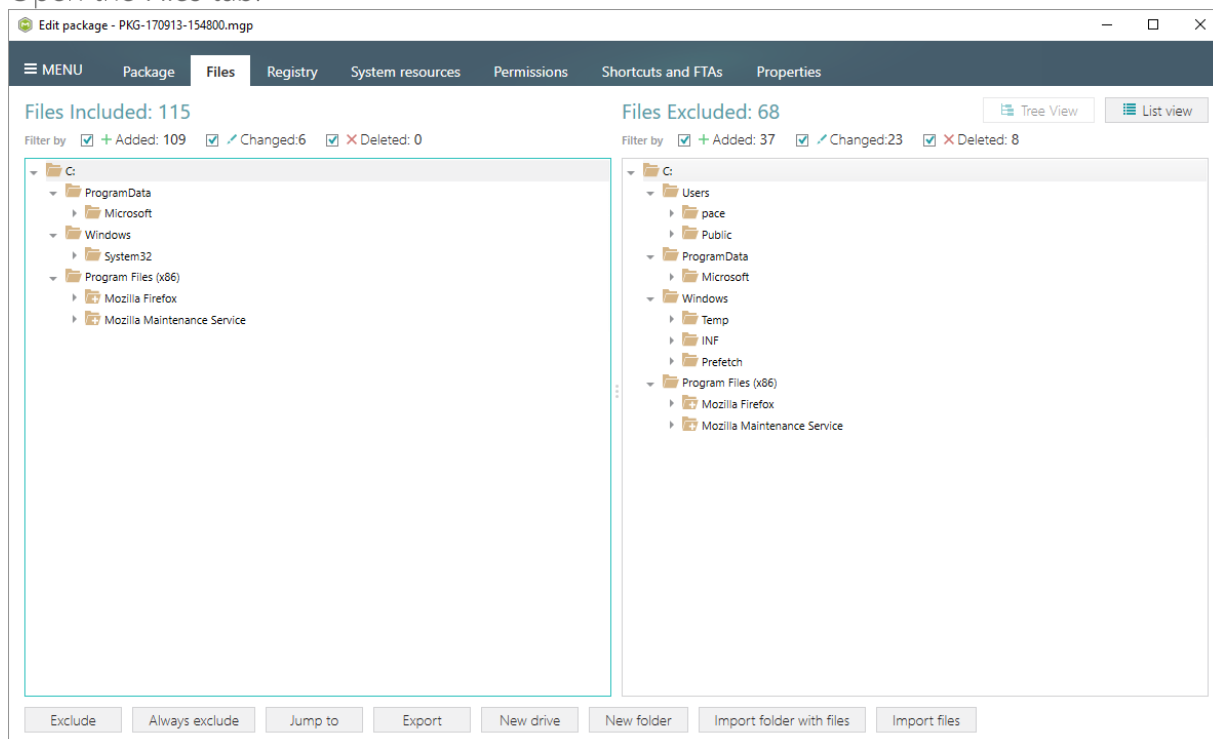 Open the Files tab.
Edit package - PKG-170913-154800.mgp
MENU Package Files Registry System resources Permissions Shortcuts and FTAs Properties
Files Included: 115
Filter by + Added: 109 Changed:6 × Deleted: 0
C:
ProgramData
Microsoft
Windows
System32
Program Files (x86)
Mozilla Firefox
Mozilla Maintenance Service
Files Excluded: 68
Tree View List view
Filter by + Added: 37 Changed:23 × Deleted: 8
C:
Users
pace
Public
ProgramData
Microsoft
Windows
Temp
INF
Prefetch
Program Files (x86)
Mozilla Firefox
Mozilla Maintenance Service
Exclude Always exclude Jump to Export New drive New folder Import folder with files Import files